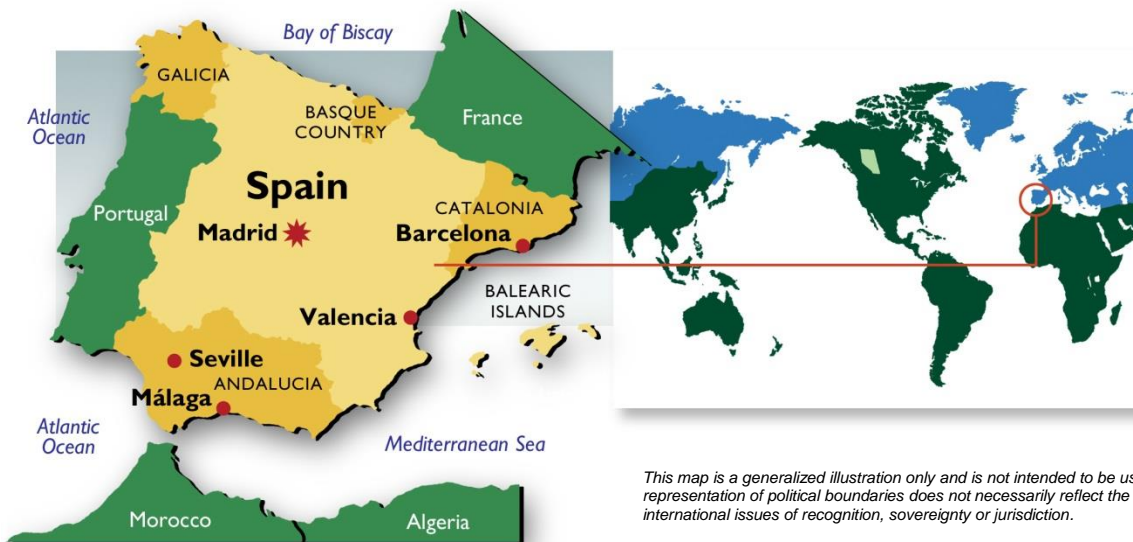 Bay of Biscay
GALICIA
Atlantic
Ocean
BASQUE
COUNTRY
France
Spain
Portugal
CATALONIA
Madrid
Barcelona
BALEARIC
ISLANDS
Valencia
Seville
ANDALUCIA
Málaga
Atlantic
Ocean
Mediterranean Sea
Morocco
Algeria
This map is a generalized illustration only and is not intended to be us
representation of political boundaries does not necessarily reflect the
international issues of recognition, sovereignty or jurisdiction.